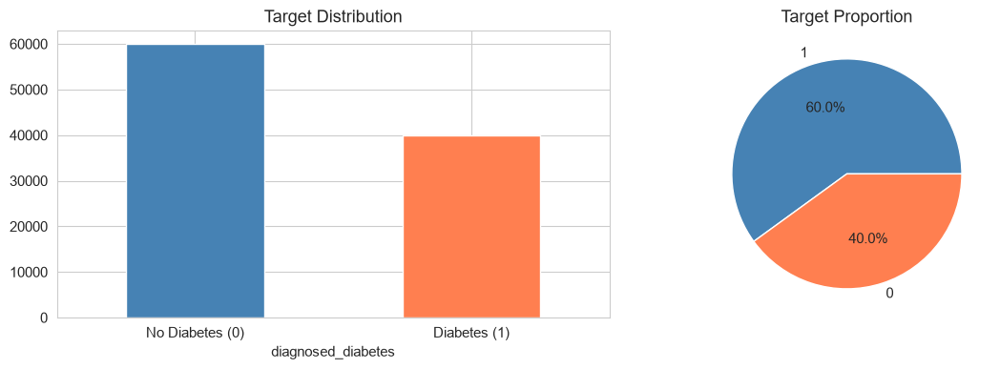 Target Distribution
60000
50000
40000
30000
20000
10000
0
No Diabetes (0)
Diabetes (1)
diagnosed_diabetes
Target Proportion
1
60.0%
40.0%
0